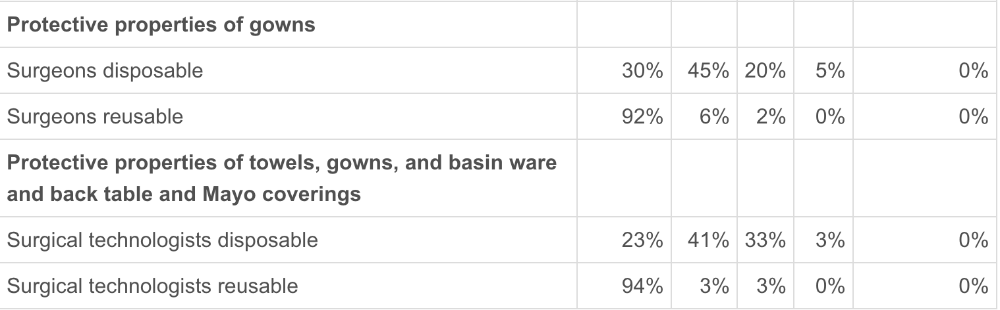 Protective properties of gowns
Surgeons disposable 30% 45% 20% 5% 0%
Surgeons reusable 92% 6% 2% 0% 0%
Protective properties of towels, gowns, and basin ware
and back table and Mayo coverings
Surgical technologists disposable 23% 41% 33% 3% 0%
Surgical technologists reusable 94% 3% 3% 0% 0%